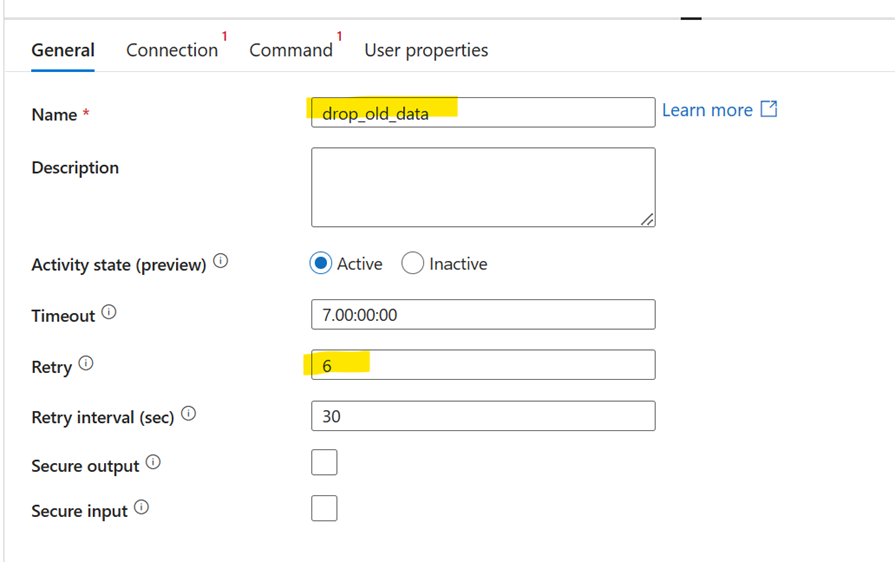 General Connection 1 Command 1 User properties
Name * drop_old_data Learn more
Description
Activity state (preview) Active Inactive
Timeout 7.00:00:00
Retry 6
Retry interval (sec) 30
Secure output
Secure input